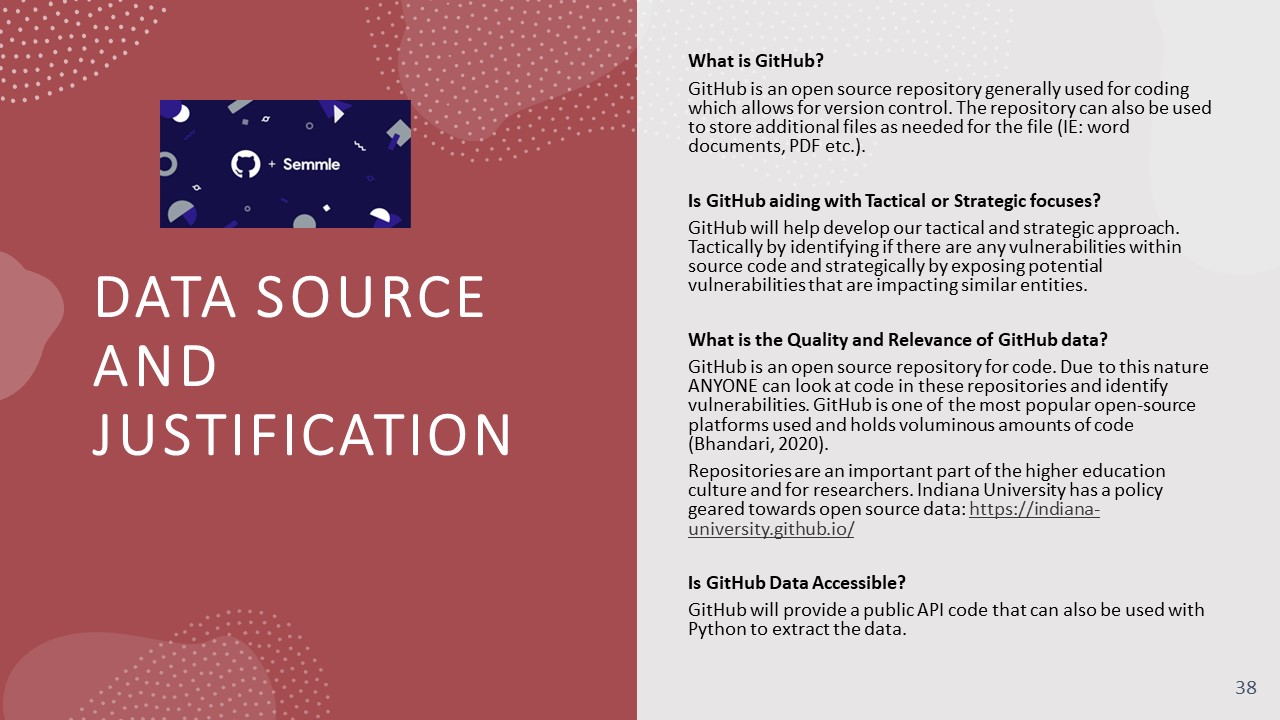 + Semmle
DATA SOURCE
AND
JUSTIFICATION
What is GitHub?
GitHub is an open source repository generally used for coding
which allows for version control. The repository can also be used
to store additional files as needed for the file (IE: word
documents, PDF etc.).
Is GitHub aiding with Tactical or Strategic focuses?
GitHub will help develop our tactical and strategic approach.
Tactically by identifying if there are any vulnerabilities within
source code and strategically by exposing potential
vulnerabilities that are impacting similar entities.
What is the Quality and Relevance of GitHub data?
GitHub is an open source repository for code. Due to this nature
ANYONE can look at code in these repositories and identify
vulnerabilities. GitHub is one of the most popular open-source
platforms used and holds voluminous amounts of code
(Bhandari, 2020).
Repositories are an important part of the higher education
culture and for researchers. Indiana University has a policy
geared towards open source data: https://indiana-
university.github.io/
Is GitHub Data Accessible?
GitHub will provide a public API code that can also be used with
Python to extract the data.
38